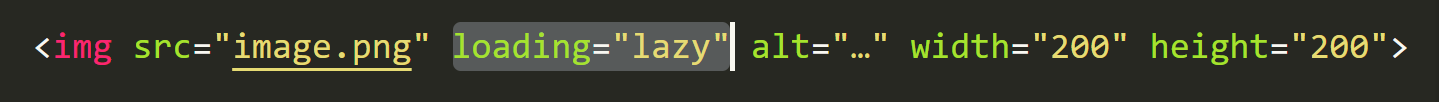 <img src="image.png" loading="lazy" alt="…" width="200" height="200">